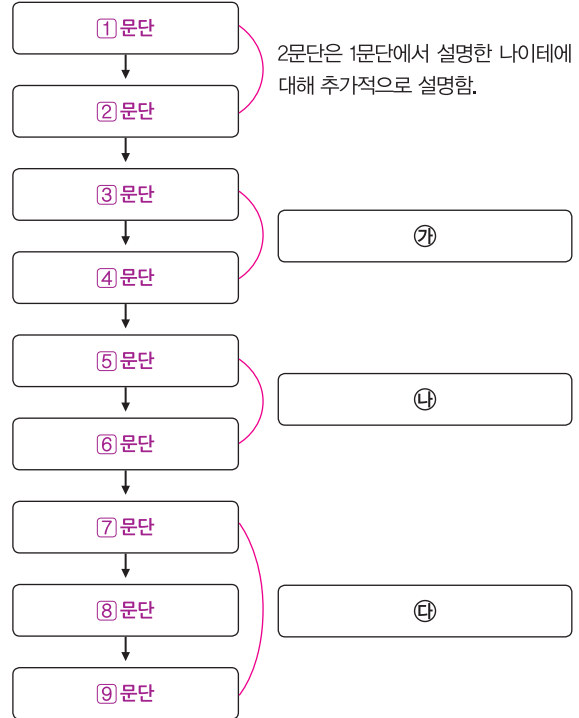 1 문단
2문단은 1문단에서 설명한 나이테에
대해 추가적으로 설명함.
2 문단
3 문단
㉮
4 문단
5 문단
㉯
6 문단
7 문단
8 문단
㉰
9 문단